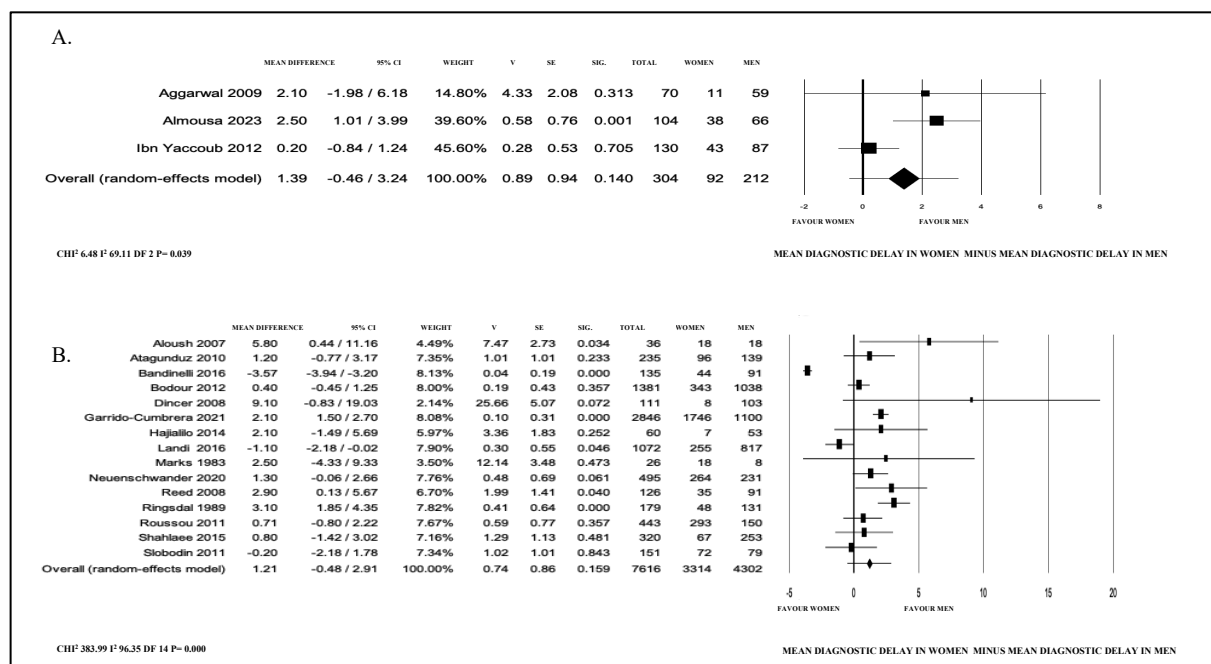 A.
MEAN DIFFERENCE 95% CI WEIGHT V SE SIG. TOTAL WOMEN MEN
Aggarwal 2009 2.10 -1.98 / 6.18 14.80% 4.33 2.08 0.313 70 11 59
Almousa 2023 2.50 1.01 / 3.99 39.60% 0.58 0.76 0.001 104 38 66
Ibn Yaccoub 2012 0.20 -0.84 / 1.24 45.60% 0.28 0.53 0.705 130 43 87
Overall (random-effects model) 1.39 -0.46 / 3.24 100.00% 0.89 0.94 0.140 304 92 212
-2 0 2 4 6 8
FAVOUR WOMEN FAVOUR MEN
CHI² 6.48 I² 69.11 DF 2 P= 0.039
MEAN DIAGNOSTIC DELAY IN WOMEN MINUS MEAN DIAGNOSTIC DELAY IN MEN
B.
MEAN DIFFERENCE 95% CI WEIGHT V SE SIG. TOTAL WOMEN MEN
Aloush 2007 5.80 0.44 / 11.16 4.49% 7.47 2.73 0.034 36 18 18
Atagunduz 2010 1.20 -0.77 / 3.17 7.35% 1.01 1.01 0.233 235 96 139
Bandinelli 2016 -3.57 -3.94 / -3.20 8.13% 0.04 0.19 0.000 135 44 91
Bodour 2012 0.40 -0.45 / 1.25 8.00% 0.19 0.43 0.357 1381 343 1038
Dincer 2008 9.10 -0.83 / 19.03 2.14% 25.66 5.07 0.072 111 8 103
Garrido-Cumbrera 2021 2.10 1.50 / 2.70 8.08% 0.10 0.31 0.000 2846 1746 1100
Hajialilo 2014 2.10 -1.49 / 5.69 5.97% 3.36 1.83 0.252 60 7 53
Landi 2016 -1.10 -2.18 / -0.02 7.90% 0.30 0.55 0.046 1072 255 817
Marks 1983 2.50 -4.33 / 9.33 3.50% 12.14 3.48 0.473 26 18 8
Neuenschwander 2020 1.30 -0.06 / 2.66 7.76% 0.48 0.69 0.061 495 264 231
Reed 2008 2.90 0.13 / 5.67 6.70% 1.99 1.41 0.040 126 35 91
Ringsdal 1989 3.10 1.85 / 4.35 7.82% 0.41 0.64 0.000 179 48 131
Roussou 2011 0.71 -0.80 / 2.22 7.67% 0.59 0.77 0.357 443 293 150
Shahlaee 2015 0.80 -1.42 / 3.02 7.16% 1.29 1.13 0.481 320 67 253
Slobodin 2011 -0.20 -2.18 / 1.78 7.34% 1.02 1.01 0.843 151 72 79
Overall (random-effects model) 1.21 -0.48 / 2.91 100.00% 0.74 0.86 0.159 7616 3314 4302
-5 0 5 10 15 20
FAVOUR WOMEN FAVOUR MEN
CHI² 383.99 I² 96.35 DF 14 P= 0.000
MEAN DIAGNOSTIC DELAY IN WOMEN MINUS MEAN DIAGNOSTIC DELAY IN MEN